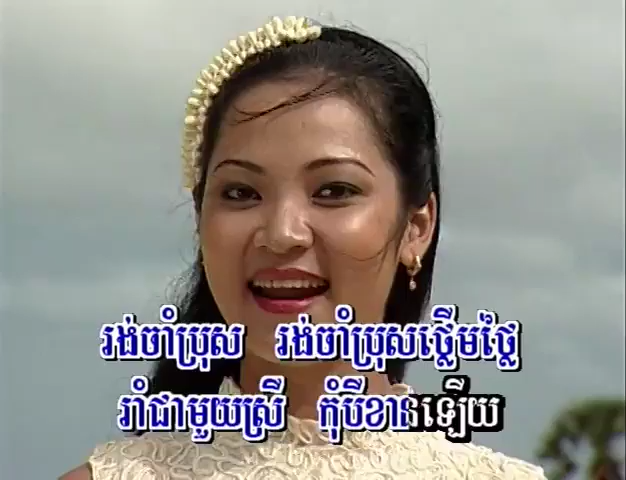 រង់ចាំប្រុស រង់ចាំប្រុសថ្លើមថ្លៃ
រាំជាមួយស្រី កុំបីខានឡើយ